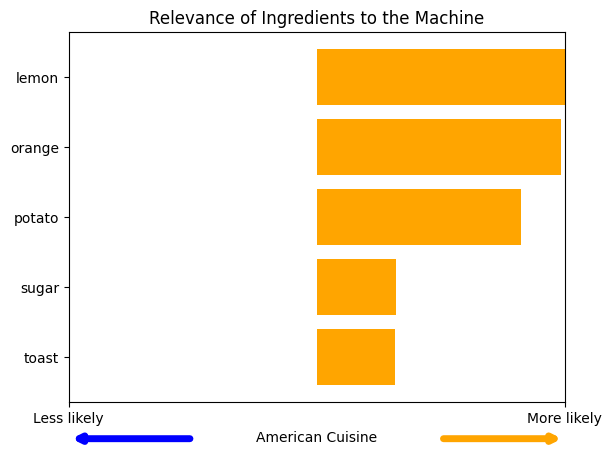 Relevance of Ingredients to the Machine
lemon
orange
potato
sugar
toast
Less likely
More likely
American Cuisine